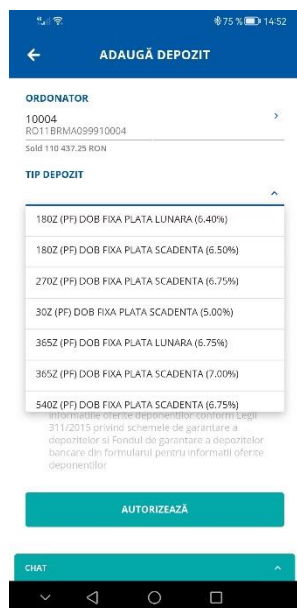 75 % 14:52
ADAUGĂ DEPOZIT
ORDONATOR
10004
RO11BRMA099910004
Sold 110 437.25 RON
TIP DEPOZIT
180Z (PF) DOB FIXA PLATA LUNARA (6.40%)
180Z (PF) DOB FIXA PLATA SCADENTA (6.50%)
270Z (PF) DOB FIXA PLATA SCADENTA (6.75%)
30Z (PF) DOB FIXA PLATA SCADENTA (5.00%)
365Z (PF) DOB FIXA PLATA LUNARA (6.75%)
365Z (PF) DOB FIXA PLATA SCADENTA (7.00%)
540Z (PF) DOB FIXA PLATA SCADENTA (6.75%)
informatiile oferite deponentilor conform Legii
311/2015 privind schemele de garantare a
depozitelor si Fondul de garantare a depozitelor
bancare din formularul pentru informatii oferite
deponentilor
AUTORIZEAZĂ
CHAT